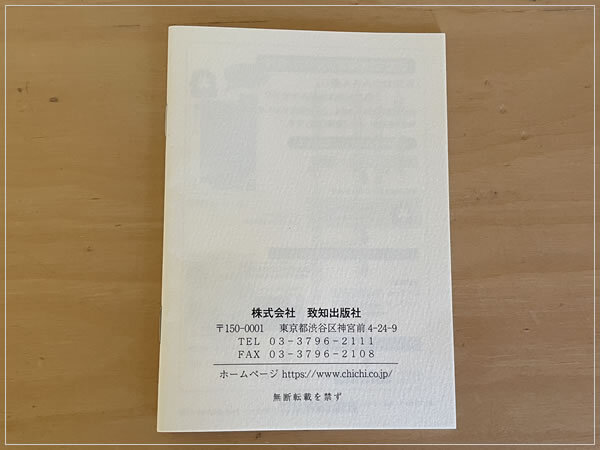 株式会社　致知出版社
〒150-0001　東京都渋谷区神宮前 4-24-9
TEL 03-3796-2111
FAX 03-3796-2108
ホームページ https://www.chichi.co.jp/
無断転載を禁ず